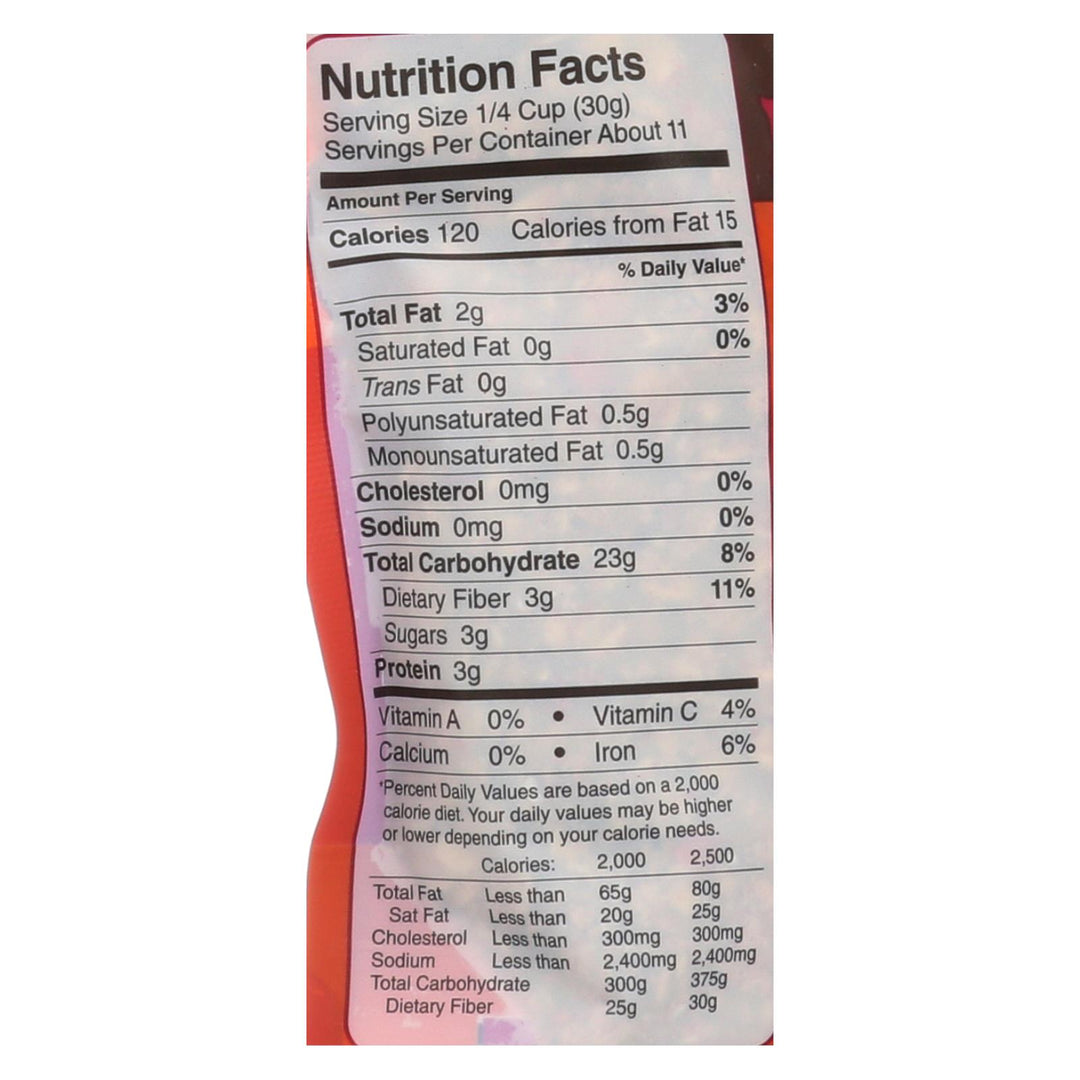 Nutrition Facts
Serving Size 1/4 Cup (30g)
Servings Per Container About 11
Amount Per Serving
Calories 120 Calories from Fat 15
% Daily Value*
Total Fat 2g 3%
Saturated Fat 0g 0%
Trans Fat 0g
Polyunsaturated Fat 0.5g
Monounsaturated Fat 0.5g
Cholesterol 0mg 0%
Sodium 0mg 0%
Total Carbohydrate 23g 8%
Dietary Fiber 3g 11%
Sugars 3g
Protein 3g
Vitamin A 0% • Vitamin C 4%
Calcium 0% • Iron 6%
*Percent Daily Values are based on a 2,000
calorie diet. Your daily values may be higher
or lower depending on your calorie needs.
Calories: 2,000 2,500
Total Fat Less than 65g 80g
Sat Fat Less than 20g 25g
Cholesterol Less than 300mg 300mg
Sodium Less than 2,400mg 2,400mg
Total Carbohydrate 300g 375g
Dietary Fiber 25g 30g